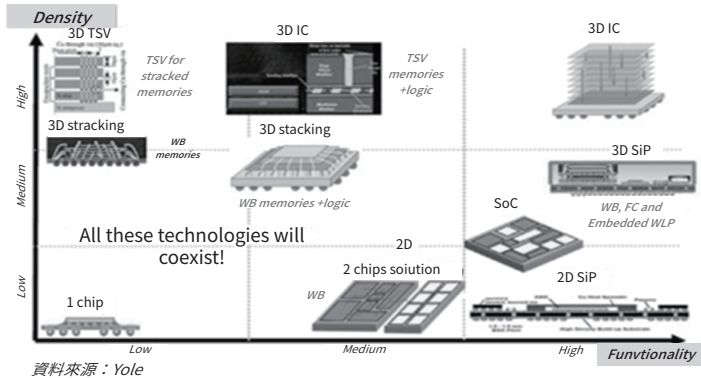 Density
3D TSV
3D IC
3D IC
TSV for
stracked
memories
TSV
memories
+logic
High
3D stracking
WB
memories
3D stacking
WB memories +logic
3D SiP
WB, FC and
Embedded WLP
Medium
SoC
All these technologies will
coexist!
2D
2 chips soiution
WB
2D SiP
Low
1 chip
Low
Medium
High
Funvtionality
資料來源：Yole